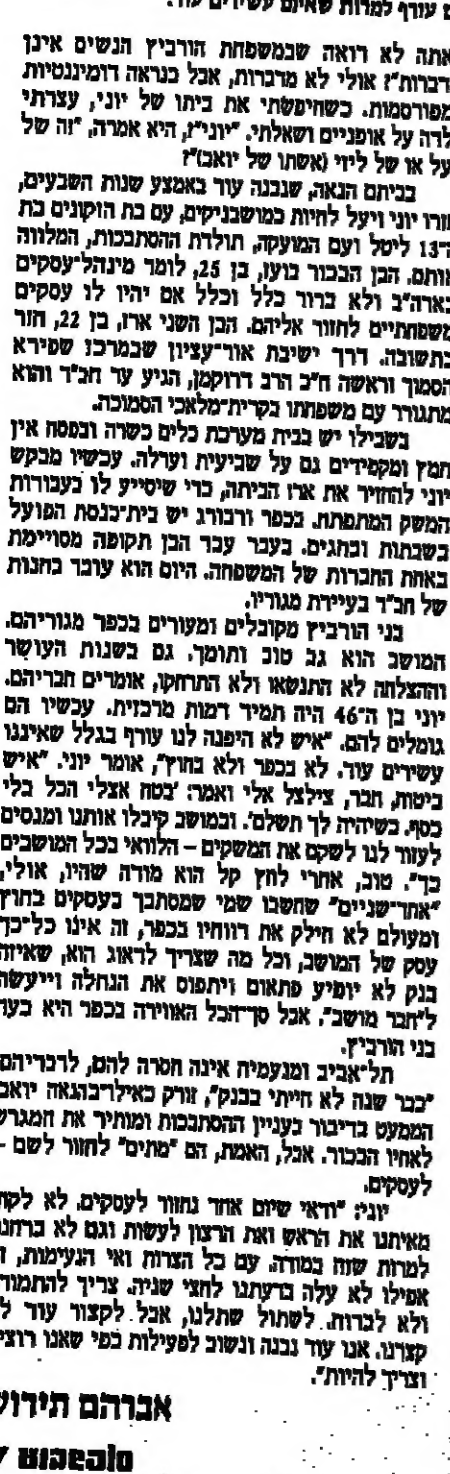 עורף למרות שאינם עשירים עוד.
אתה לא רואה שבמשפחת הורביץ הנשים אינן
דברות"? אולי לא מדברות, אבל כנראה דומיננטיות
מפורסמות. כשחיפשתי את ביתו של יוני, עצרתי
לדה על אופניים ושאלתי. "יוני"?, היא אמרה, "זה של
על או של ליזי (אשתו של יואב)"?
בביתם הנאה, שנבנה עוד באמצע שנות השבעים,
חזרו יוני ויעל לחיות כמושבניקים, עם בת הזקונים בת
ה־13 ליטל ועם המועקה, תולדת ההסתבכות, המלווה
אותם. הבן הבכור בועז, בן 25, לומד מינהל־עסקים
בארה"ב ולא ברור כלל וכלל אם יהיו לו עסקים
משפחתיים לחזור אליהם. הבן השני ארז, בן 22, חזר
בתשובה. דרך ישיבת אור־עציון שבמרכז שפירא
הסמוך וראשה ח"כ הרב דרוקמן, הגיע עד חב"ד והוא
מתגורר עם משפחתו בקרית־מלאכי הסמוכה.
בשבילו יש בבית מערכת כלים כשרה ובפסח אין
חמץ ומקפידים גם על שביעית וערלה. עכשיו מבקש
יוני להחזיר את ארז הביתה, כדי שיסייע לו בעבודות
המשק המתפתח. בכפר ורבורג יש בית־כנסת הפועל
בשבתות ובחגים. בעבר עבד הבן תקופה מסויימת
באחת החברות של המשפחה. היום הוא עובד בחנות
של חב"ד בעיירת מגוריו.
בני הורביץ מקובלים ומעורים בכפר מגוריהם.
המושב הוא גב טוב ותומך. גם בשנות העושר
וההצלחה לא התנשאו ולא התרחקו, אומרים חבריהם.
יוני בן ה־46 היה תמיד דמות מרכזית. עכשיו הם
גומלים להם. "איש לא היפנה לנו עורף בגלל שאיננו
עשירים עוד. לא בכפר ולא בחוץ", אומר יוני. "איש
ביטוח, חבר, צילצל אלי ואמר: 'בטח אצלי הכל בלי
כסף. כשיהיה לך תשלם'. ובמושב קיבלו אותנו ומנסים
לעזור לנו לשקם את המשקים – הלוואי בכל המושבים
כך". טוב, אחרי לחץ קל הוא מודה שהיו, אולי,
"אחד־שניים" שחשבו שמי שמסתבך בעסקים בחוץ
ומעולם לא חילק את רווחיו בכפר, זה אינו כל־כך
עסק של המושב, וכל מה שצריך לדאוג הוא, שאיזה
בנק לא יופיע פתאום ויתפוס את הנחלה וייעשה
ל"חבר מושב". אבל סך־הכל האווירה בכפר היא בעד
בני הורביץ.
תל־אביב ומנעמיה אינה חסרה להם, לדבריהם.
"כבר שנה לא הייתי בבנק", זורק כאילו־בהנאה יואב
הממעט בדיבור בעניין ההסתבכות ומותיר את המגרש
לאחיו הבכור. אבל, האמת, הם "מתים" לחזור לשם –
לעסקים.
יוני: "ודאי שיום אחד נחזור לעסקים. לא לקחו
מאיתנו את הראש ואת הרצון לעשות וגם לא ברחנו
למרות שזה במודה. עם כל הצרות ואי הנעימות, ז
אפילו לא עלה בדעתנו לחצי שניה. צריך להתמודד
ולא לברוח. לשתול שתלנו, אבל לקצור עוד ל
קצרנו. אנו עוד נבנה ונשוב לפעילות כפי שאנו רוצי
וצריך להיות".
אברהם תירוש